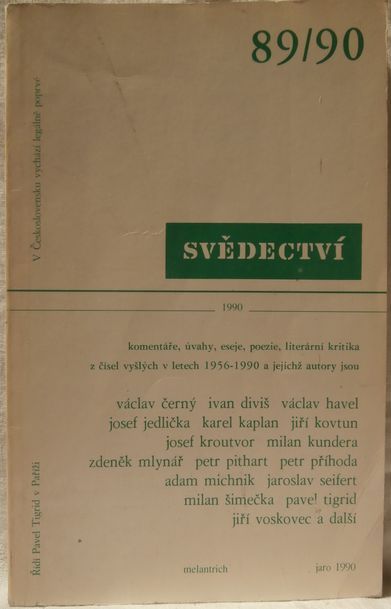 89/90
V Československu vychází legálně poprvé
SVĚDECTVÍ
1990
komentáře, úvahy, eseje, poezie, literární kritika
z čísel vyšlých v letech 1956-1990 a jejichž autory jsou
václav černý ivan diviš václav havel
josef jedlička karel kaplan jiří kovtun
josef kroutvor milan kundera
zdeněk mlynář petr pithart petr příhoda
adam michnik jaroslav seifert
milan šimečka pavel tigrid
jiří voskovec a další
Řídí Pavel Tigrid v Paříži
melantrich jaro 1990